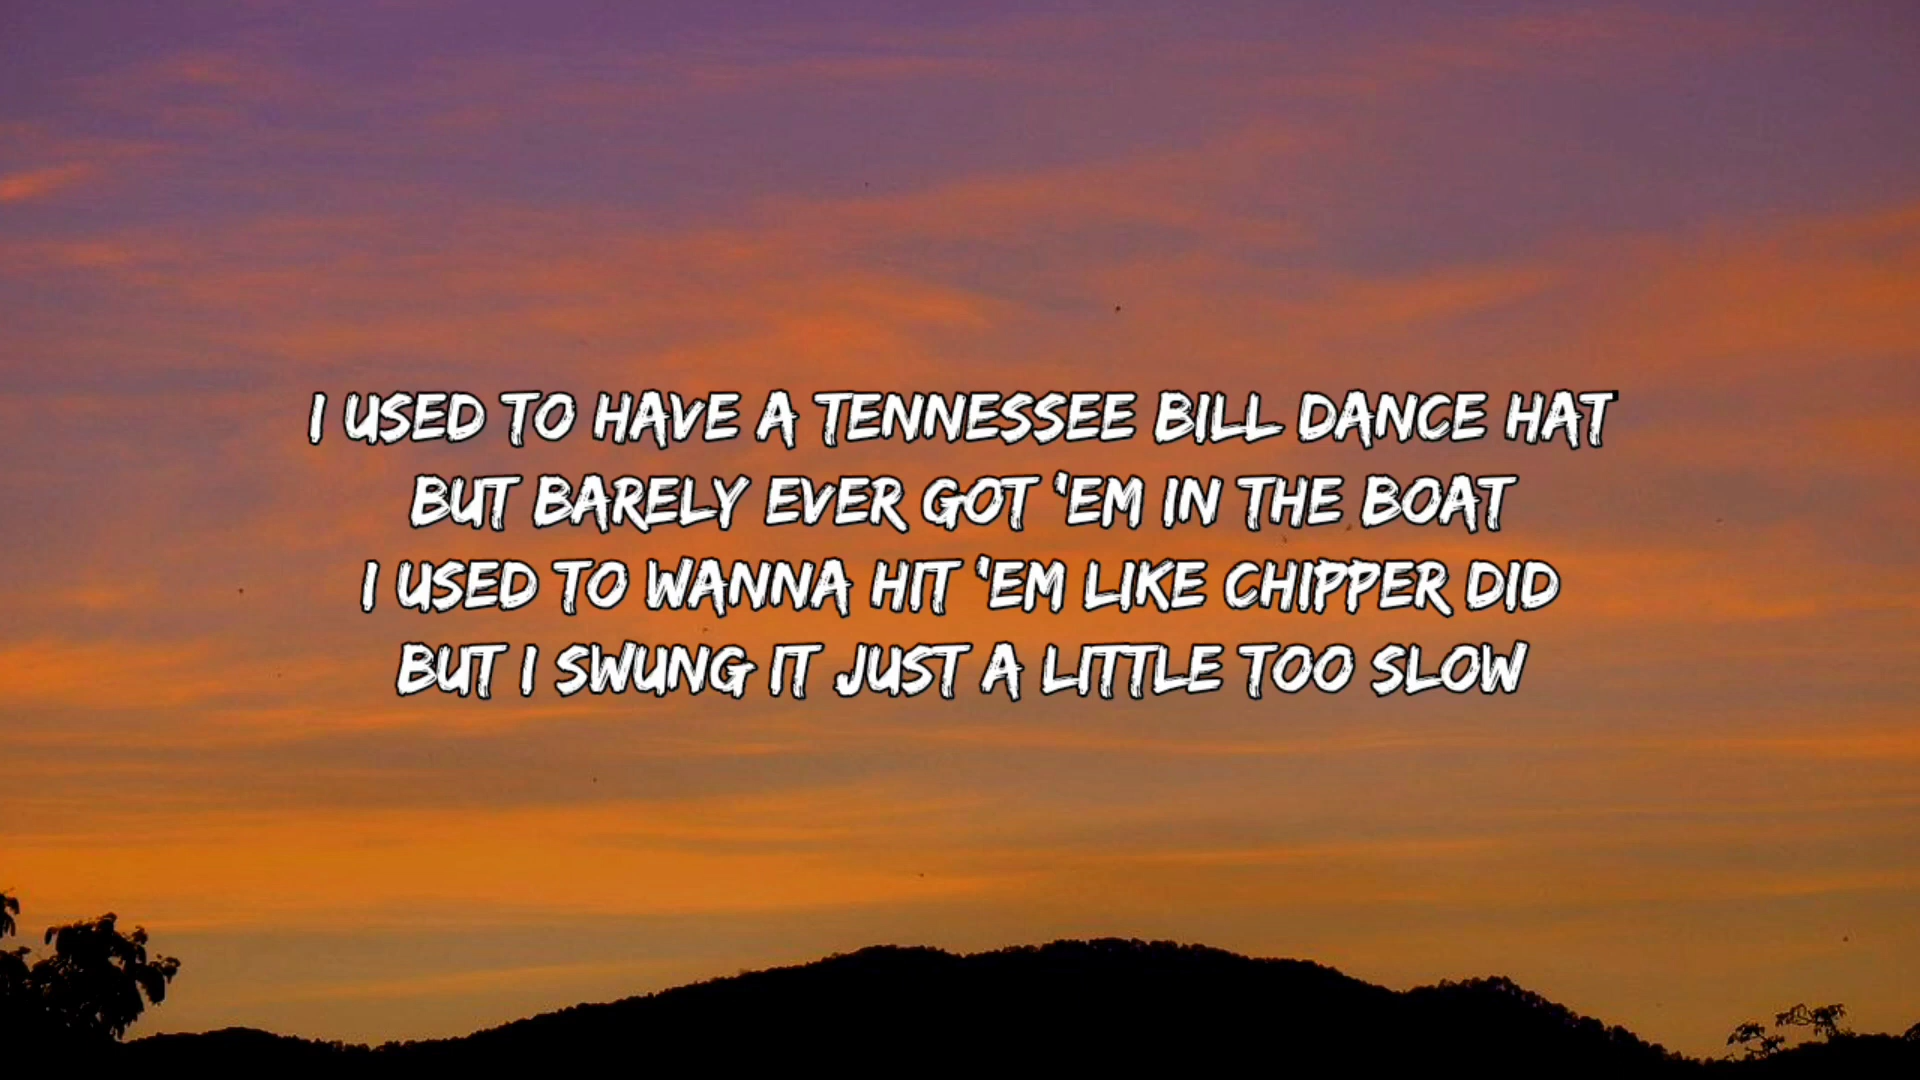 I USED TO HAVE A TENNESSEE BILL DANCE HAT
BUT BARELY EVER GOT 'EM IN THE BOAT
I USED TO WANNA HIT 'EM LIKE CHIPPER DID
BUT I SWUNG IT JUST A LITTLE TOO SLOW